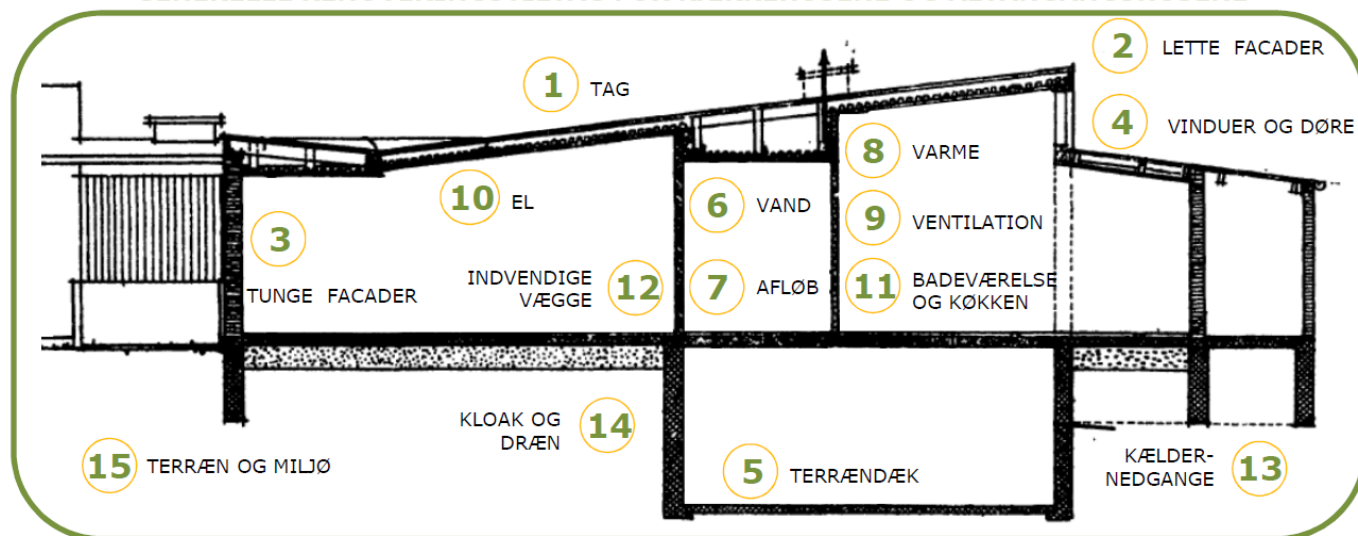 1 TAG
2 LETTE FACADER
3 TUNGE FACADER
4 VINDUER OG DØRE
5 TERRÆNDÆK
6 VAND
7 AFLØB
8 VARME
9 VENTILATION
10 EL
11 BADEVÆRELSE
OG KØKKEN
INDVENDIGE
VÆGGE 12
KÆLDER-
NEDGANGE 13
KLOAK OG
DRÆN 14
15 TERRÆN OG MILJØ